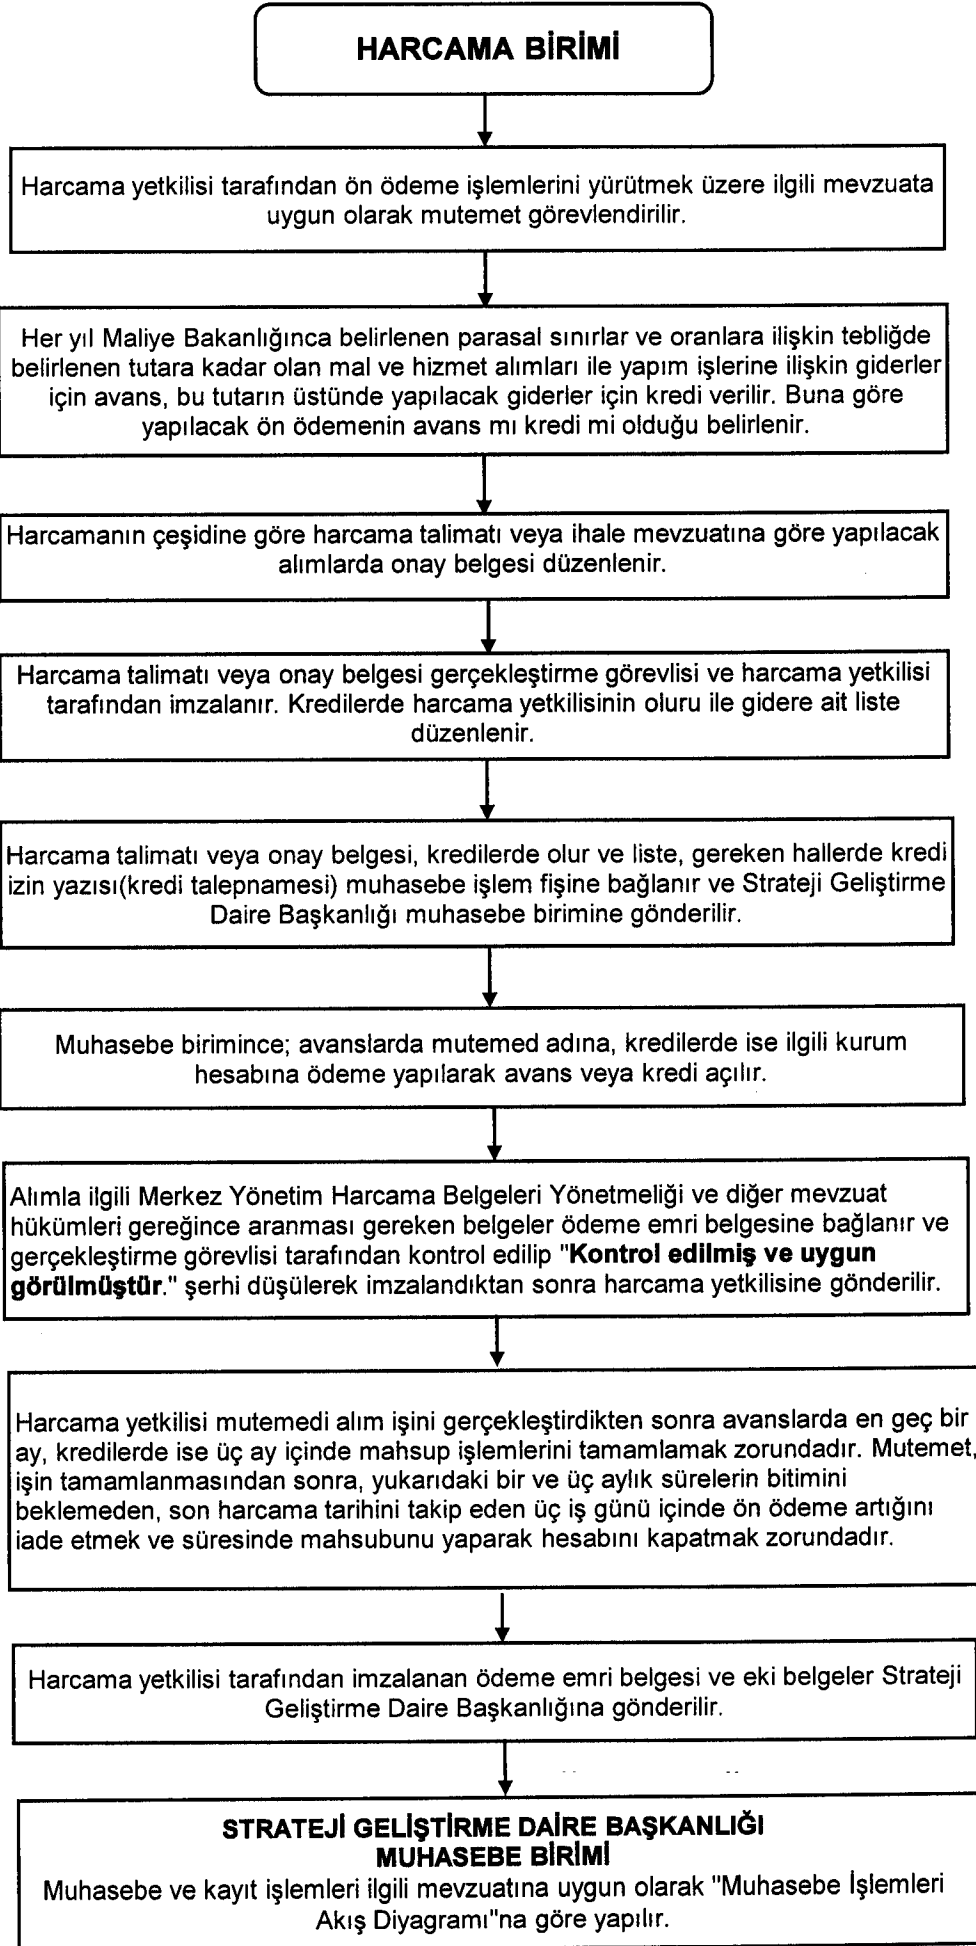 HARCAMA BİRİMİ
Harcama yetkilisi tarafından ön ödeme işlemlerini yürütmek üzere ilgili mevzuata
uygun olarak mutemet görevlendirilir.
Her yıl Maliye Bakanlığınca belirlenen parasal sınırlar ve oranlara ilişkin tebliğde
belirlenen tutara kadar olan mal ve hizmet alımları ile yapım işlerine ilişkin giderler
için avans, bu tutarın üstünde yapılacak giderler için kredi verilir. Buna göre
yapılacak ön ödemenin avans mı kredi mi olduğu belirlenir.
Harcamanın çeşidine göre harcama talimatı veya ihale mevzuatına göre yapılacak
alımlarda onay belgesi düzenlenir.
Harcama talimatı veya onay belgesi gerçekleştirme görevlisi ve harcama yetkilisi
tarafından imzalanır. Kredilerde harcama yetkilisinin oluru ile gidere ait liste
düzenlenir.
Harcama talimatı veya onay belgesi, kredilerde olur ve liste, gereken hallerde kredi
izin yazısı(kredi talepnamesi) muhasebe işlem fişine bağlanır ve Strateji Geliştirme
Daire Başkanlığı muhasebe birimine gönderilir.
Muhasebe birimince; avanslarda mutemed adına, kredilerde ise ilgili kurum
hesabına ödeme yapılarak avans veya kredi açılır.
Alımla ilgili Merkez Yönetim Harcama Belgeleri Yönetmeliği ve diğer mevzuat
hükümleri gereğince aranması gereken belgeler ödeme emri belgesine bağlanır ve
gerçekleştirme görevlisi tarafından kontrol edilip "Kontrol edilmiş ve uygun
görülmüştür." şerhi düşülerek imzalandıktan sonra harcama yetkilisine gönderilir.
Harcama yetkilisi mutemedi alım işini gerçekleştirdikten sonra avanslarda en geç bir
ay, kredilerde ise üç ay içinde mahsup işlemlerini tamamlamak zorundadır. Mutemet,
işin tamamlanmasından sonra, yukarıdaki bir ve üç aylık sürelerin bitimini
beklemeden, son harcama tarihini takip eden üç iş günü içinde ön ödeme artığını
iade etmek ve süresinde mahsubunu yaparak hesabını kapatmak zorundadır.
Harcama yetkilisi tarafından imzalanan ödeme emri belgesi ve eki belgeler Strateji
Geliştirme Daire Başkanlığına gönderilir.
STRATEJİ GELİŞTİRME DAİRE BAŞKANLIĞI
MUHASEBE BİRİMİ
Muhasebe ve kayıt işlemleri ilgili mevzuatına uygun olarak "Muhasebe İşlemleri
Akış Diyagramı"na göre yapılır.